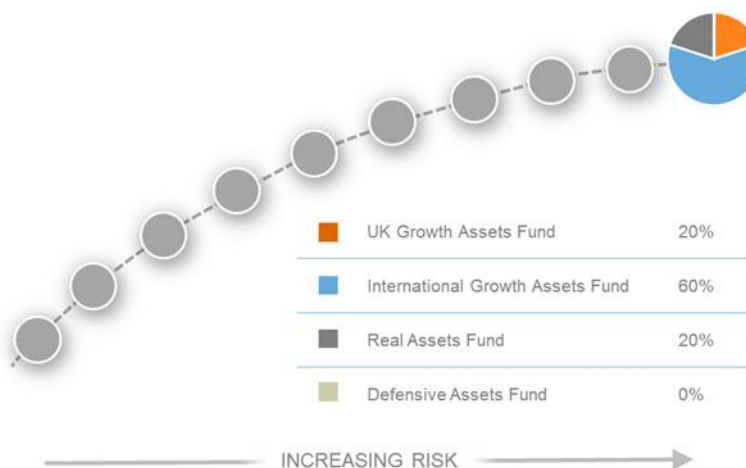 UK Growth Assets Fund 20%
International Growth Assets Fund 60%
Real Assets Fund 20%
Defensive Assets Fund 0%
INCREASING RISK